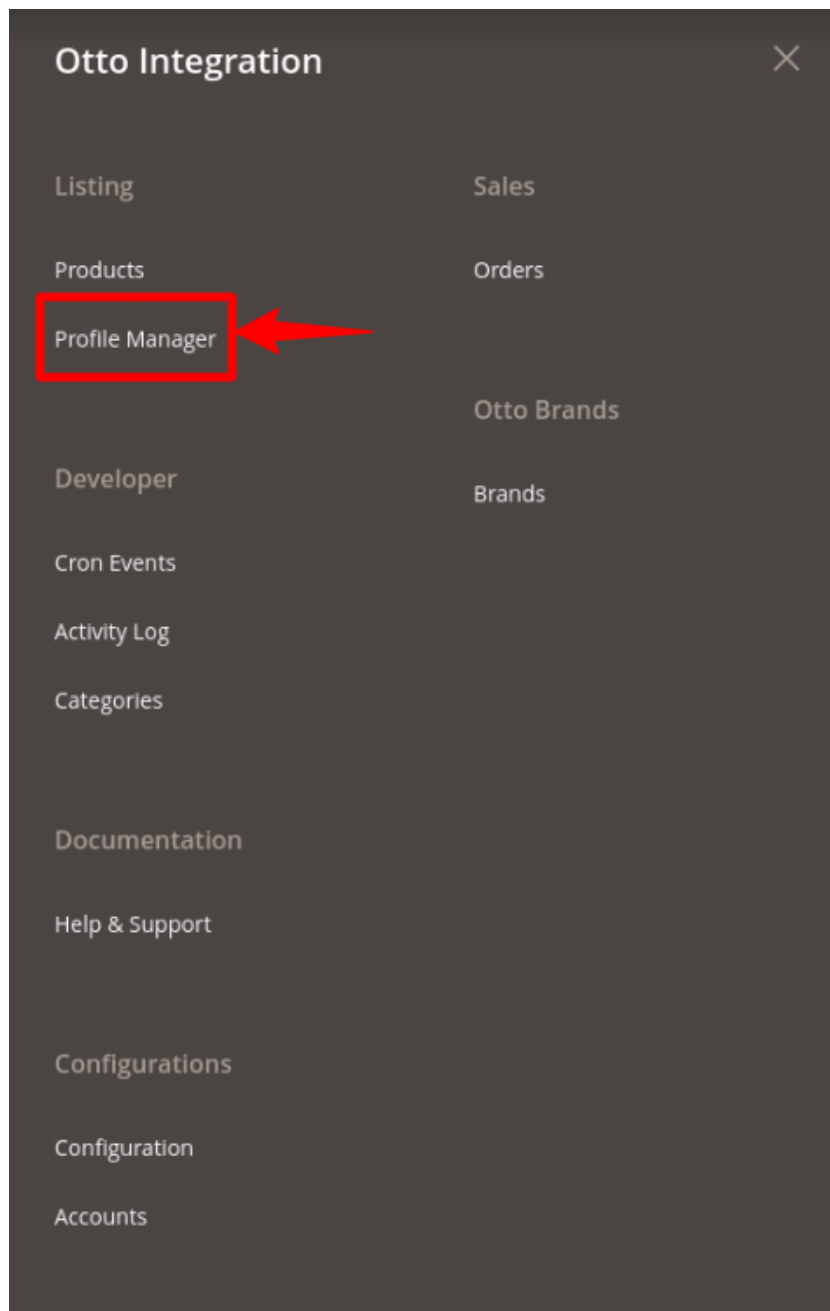 Otto Integration
Listing
Products
Profile Manager
Developer
Cron Events
Activity Log
Categories
Documentation
Help & Support
Configurations
Configuration
Accounts
Sales
Orders
Otto Brands
Brands